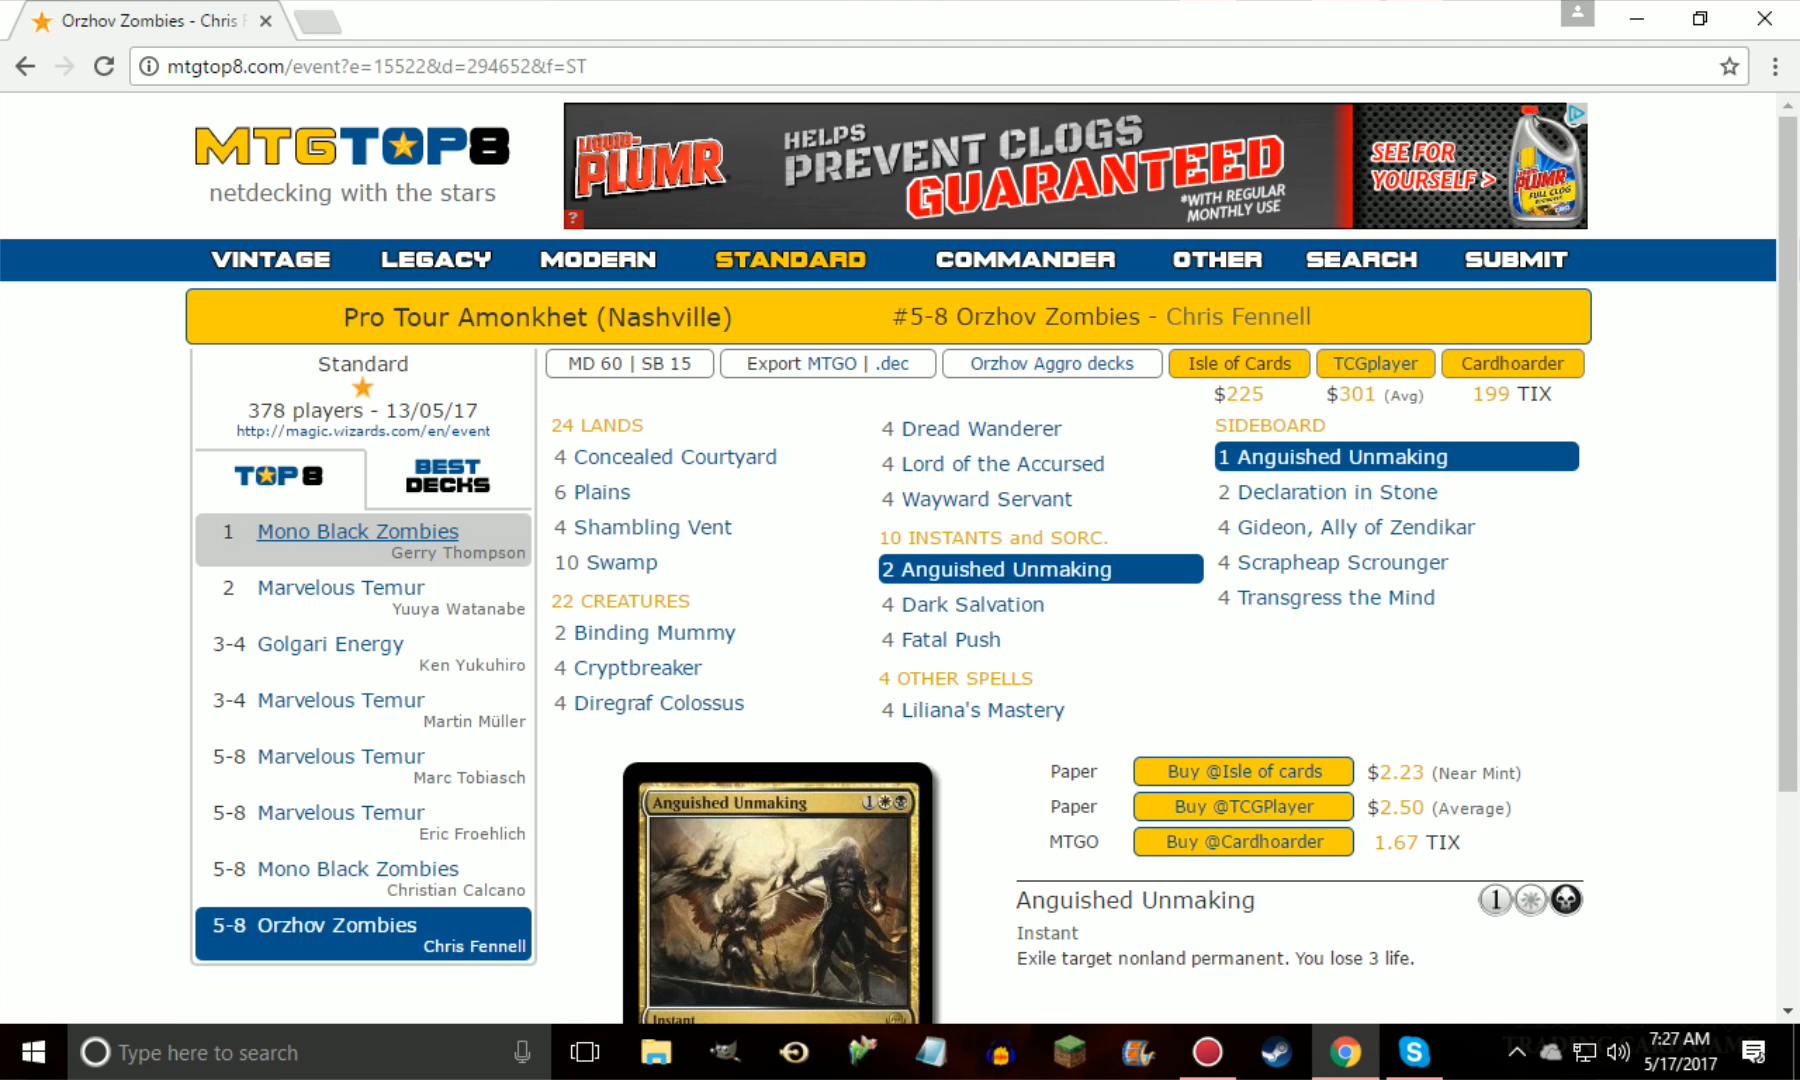 Orzhov Zombies - Chris F
mtgtop8.com/event?e=15522&d=294652&f=ST
MTGTOP8
netdecking with the stars
LIQUID-PLUMR
HELPS
PREVENT CLOGS
GUARANTEED
*WITH REGULAR
MONTHLY USE
SEE FOR
YOURSELF >
PLUMR
FULL CLOG
?
VINTAGE LEGACY MODERN STANDARD COMMANDER OTHER SEARCH SUBMIT
Pro Tour Amonkhet (Nashville) #5-8 Orzhov Zombies - Chris Fennell
Standard
378 players - 13/05/17
http://magic.wizards.com/en/event
TOP 8
BEST
DECKS
1 Mono Black Zombies
Gerry Thompson
2 Marvelous Temur
Yuuya Watanabe
3-4 Golgari Energy
Ken Yukuhiro
3-4 Marvelous Temur
Martin Müller
5-8 Marvelous Temur
Marc Tobiasch
5-8 Marvelous Temur
Eric Froehlich
5-8 Mono Black Zombies
Christian Calcano
5-8 Orzhov Zombies
Chris Fennell
MD 60 | SB 15
Export MTGO | .dec
Orzhov Aggro decks
Isle of Cards
TCGplayer
Cardhoarder
$225
$301 (Avg)
199 TIX
24 LANDS
4 Concealed Courtyard
6 Plains
4 Shambling Vent
10 Swamp
22 CREATURES
2 Binding Mummy
4 Cryptbreaker
4 Diregraf Colossus
4 Dread Wanderer
4 Lord of the Accursed
4 Wayward Servant
10 INSTANTS and SORC.
2 Anguished Unmaking
4 Dark Salvation
4 Fatal Push
4 OTHER SPELLS
4 Liliana's Mastery
SIDEBOARD
1 Anguished Unmaking
2 Declaration in Stone
4 Gideon, Ally of Zendikar
4 Scrapheap Scrounger
4 Transgress the Mind
Anguished Unmaking 1
Instant
Paper Buy @Isle of cards $2.23 (Near Mint)
Paper Buy @TCGPlayer $2.50 (Average)
MTGO Buy @Cardhoarder 1.67 TIX
Anguished Unmaking 1
Instant
Exile target nonland permanent. You lose 3 life.
Type here to search
7:27 AM
5/17/2017